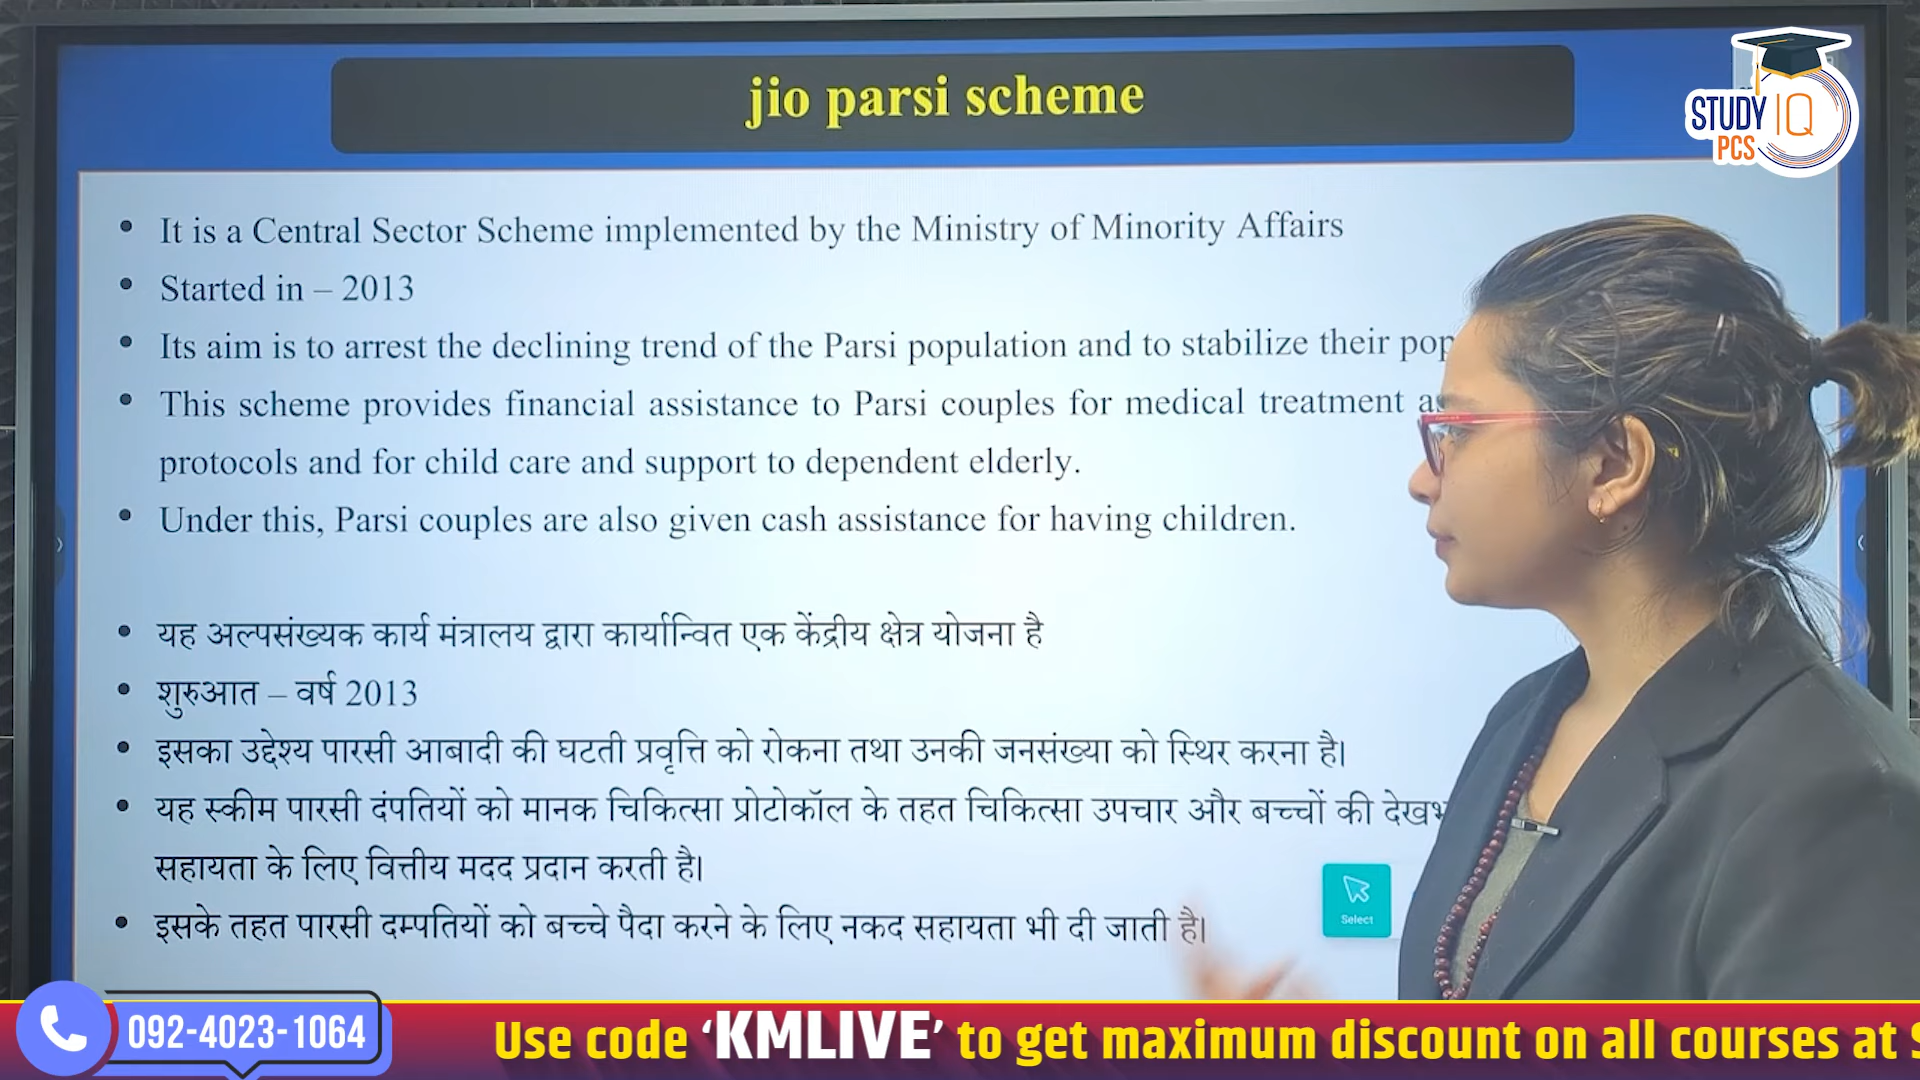 jio parsi scheme
STUDY IQ
PCS
• It is a Central Sector Scheme implemented by the Ministry of Minority Affairs
• Started in – 2013
• Its aim is to arrest the declining trend of the Parsi population and to stabilize their pop
• This scheme provides financial assistance to Parsi couples for medical treatment as
protocols and for child care and support to dependent elderly.
• Under this, Parsi couples are also given cash assistance for having children.
• यह अल्पसंख्यक कार्य मंत्रालय द्वारा कार्यान्वित एक केंद्रीय क्षेत्र योजना है
• शुरुआत – वर्ष 2013
• इसका उद्देश्य पारसी आबादी की घटती प्रवृत्ति को रोकना तथा उनकी जनसंख्या को स्थिर करना है।
• यह स्कीम पारसी दंपतियों को मानक चिकित्सा प्रोटोकॉल के तहत चिकित्सा उपचार और बच्चों की
सहायता के लिए वित्तीय मदद प्रदान करती है।
• इसके तहत पारसी दम्पतियों को बच्चे पैदा करने के लिए नकद सहायता भी दी जाती है।
Select
092-4023-1064
Use code ‘KMLIVE’ to get maximum discount on all courses at S